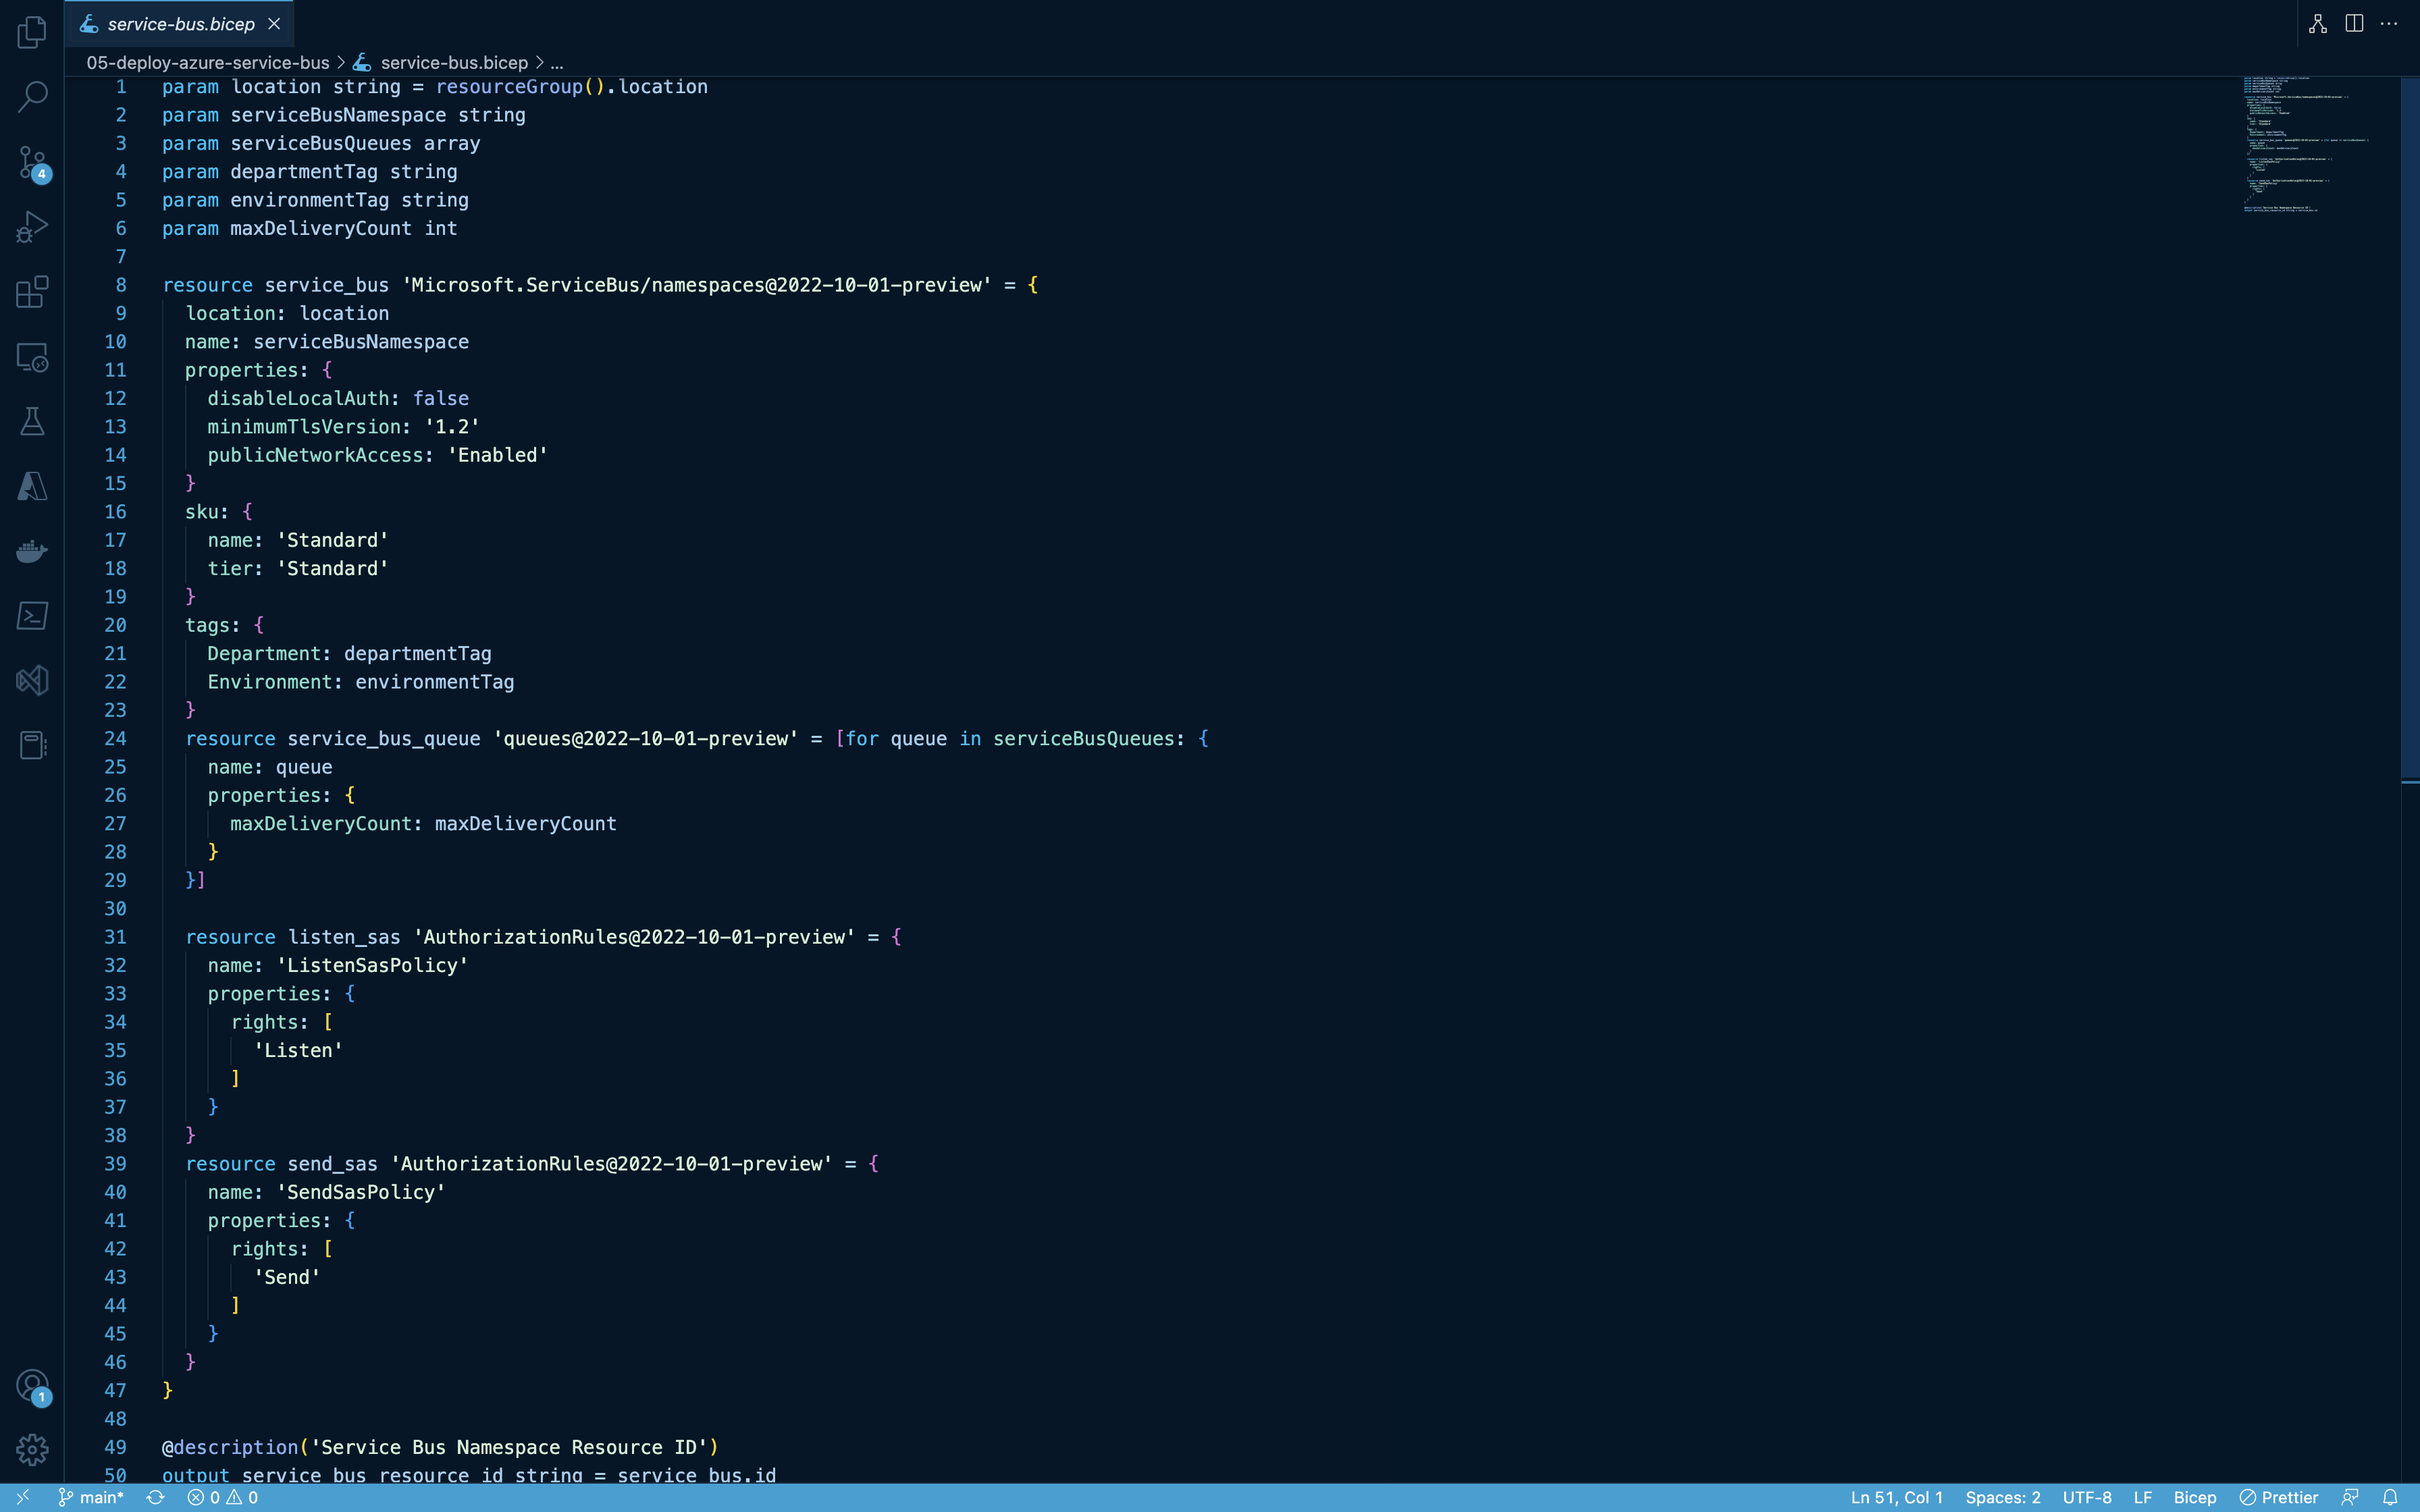 service-bus.bicep
05-deploy-azure-service-bus > service-bus.bicep > ...
1 param location string = resourceGroup().location
2 param serviceBusNamespace string
3 param serviceBusQueues array
4 param departmentTag string
5 param environmentTag string
6 param maxDeliveryCount int
7
8 resource service_bus 'Microsoft.ServiceBus/namespaces@2022-10-01-preview' = {
9 location: location
10 name: serviceBusNamespace
11 properties: {
12 disableLocalAuth: false
13 minimumTlsVersion: '1.2'
14 publicNetworkAccess: 'Enabled'
15 }
16 sku: {
17 name: 'Standard'
18 tier: 'Standard'
19 }
20 tags: {
21 Department: departmentTag
22 Environment: environmentTag
23 }
24 resource service_bus_queue 'queues@2022-10-01-preview' = [for queue in serviceBusQueues: {
25 name: queue
26 properties: {
27 maxDeliveryCount: maxDeliveryCount
28 }
29 }]
30
31 resource listen_sas 'AuthorizationRules@2022-10-01-preview' = {
32 name: 'ListenSasPolicy'
33 properties: {
34 rights: [
35 'Listen'
36 ]
37 }
38 }
39 resource send_sas 'AuthorizationRules@2022-10-01-preview' = {
40 name: 'SendSasPolicy'
41 properties: {
42 rights: [
43 'Send'
44 ]
45 }
46 }
47 }
48
49 @description('Service Bus Namespace Resource ID')
50 output service_bus_resource_id string = service_bus.id
4
1
main* 0 0 Ln 51, Col 1 Spaces: 2 UTF-8 LF Bicep Prettier